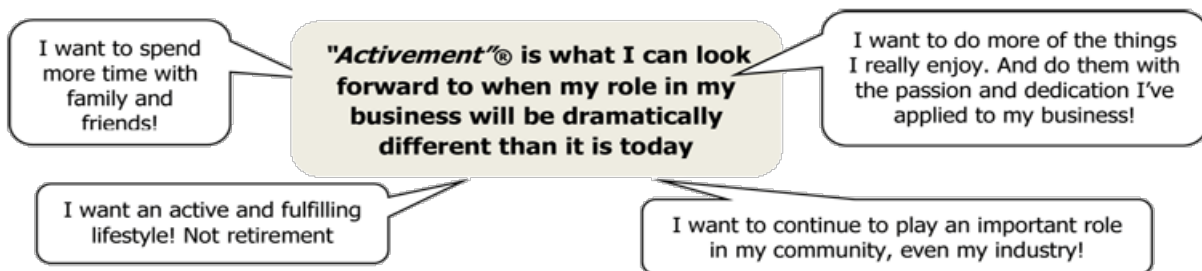 I want to spend
more time with
family and
friends!
"Activement"® is what I can look
forward to when my role in my
business will be dramatically
different than it is today
I want to do more of the things
I really enjoy. And do them with
the passion and dedication I've
applied to my business!
I want an active and fulfilling
lifestyle! Not retirement
I want to continue to play an important role
in my community, even my industry!